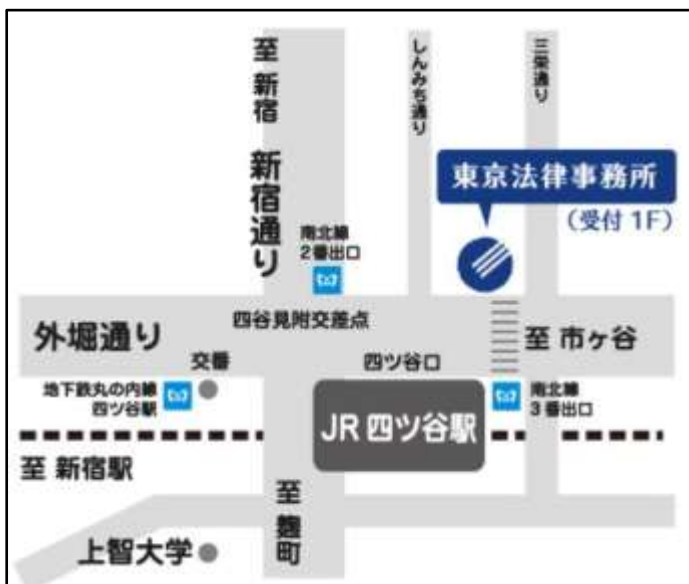 至 新宿
新宿通り
しんみち通り
三栄通り
東京法律事務所
(受付 1F)
南北線
2番出口
外堀通り
四谷見附交差点
至 市ヶ谷
交番
四ツ谷口
地下鉄丸の内線
四ツ谷駅
JR 四ツ谷駅
南北線
3番出口
至 新宿駅
至 麹町
上智大学